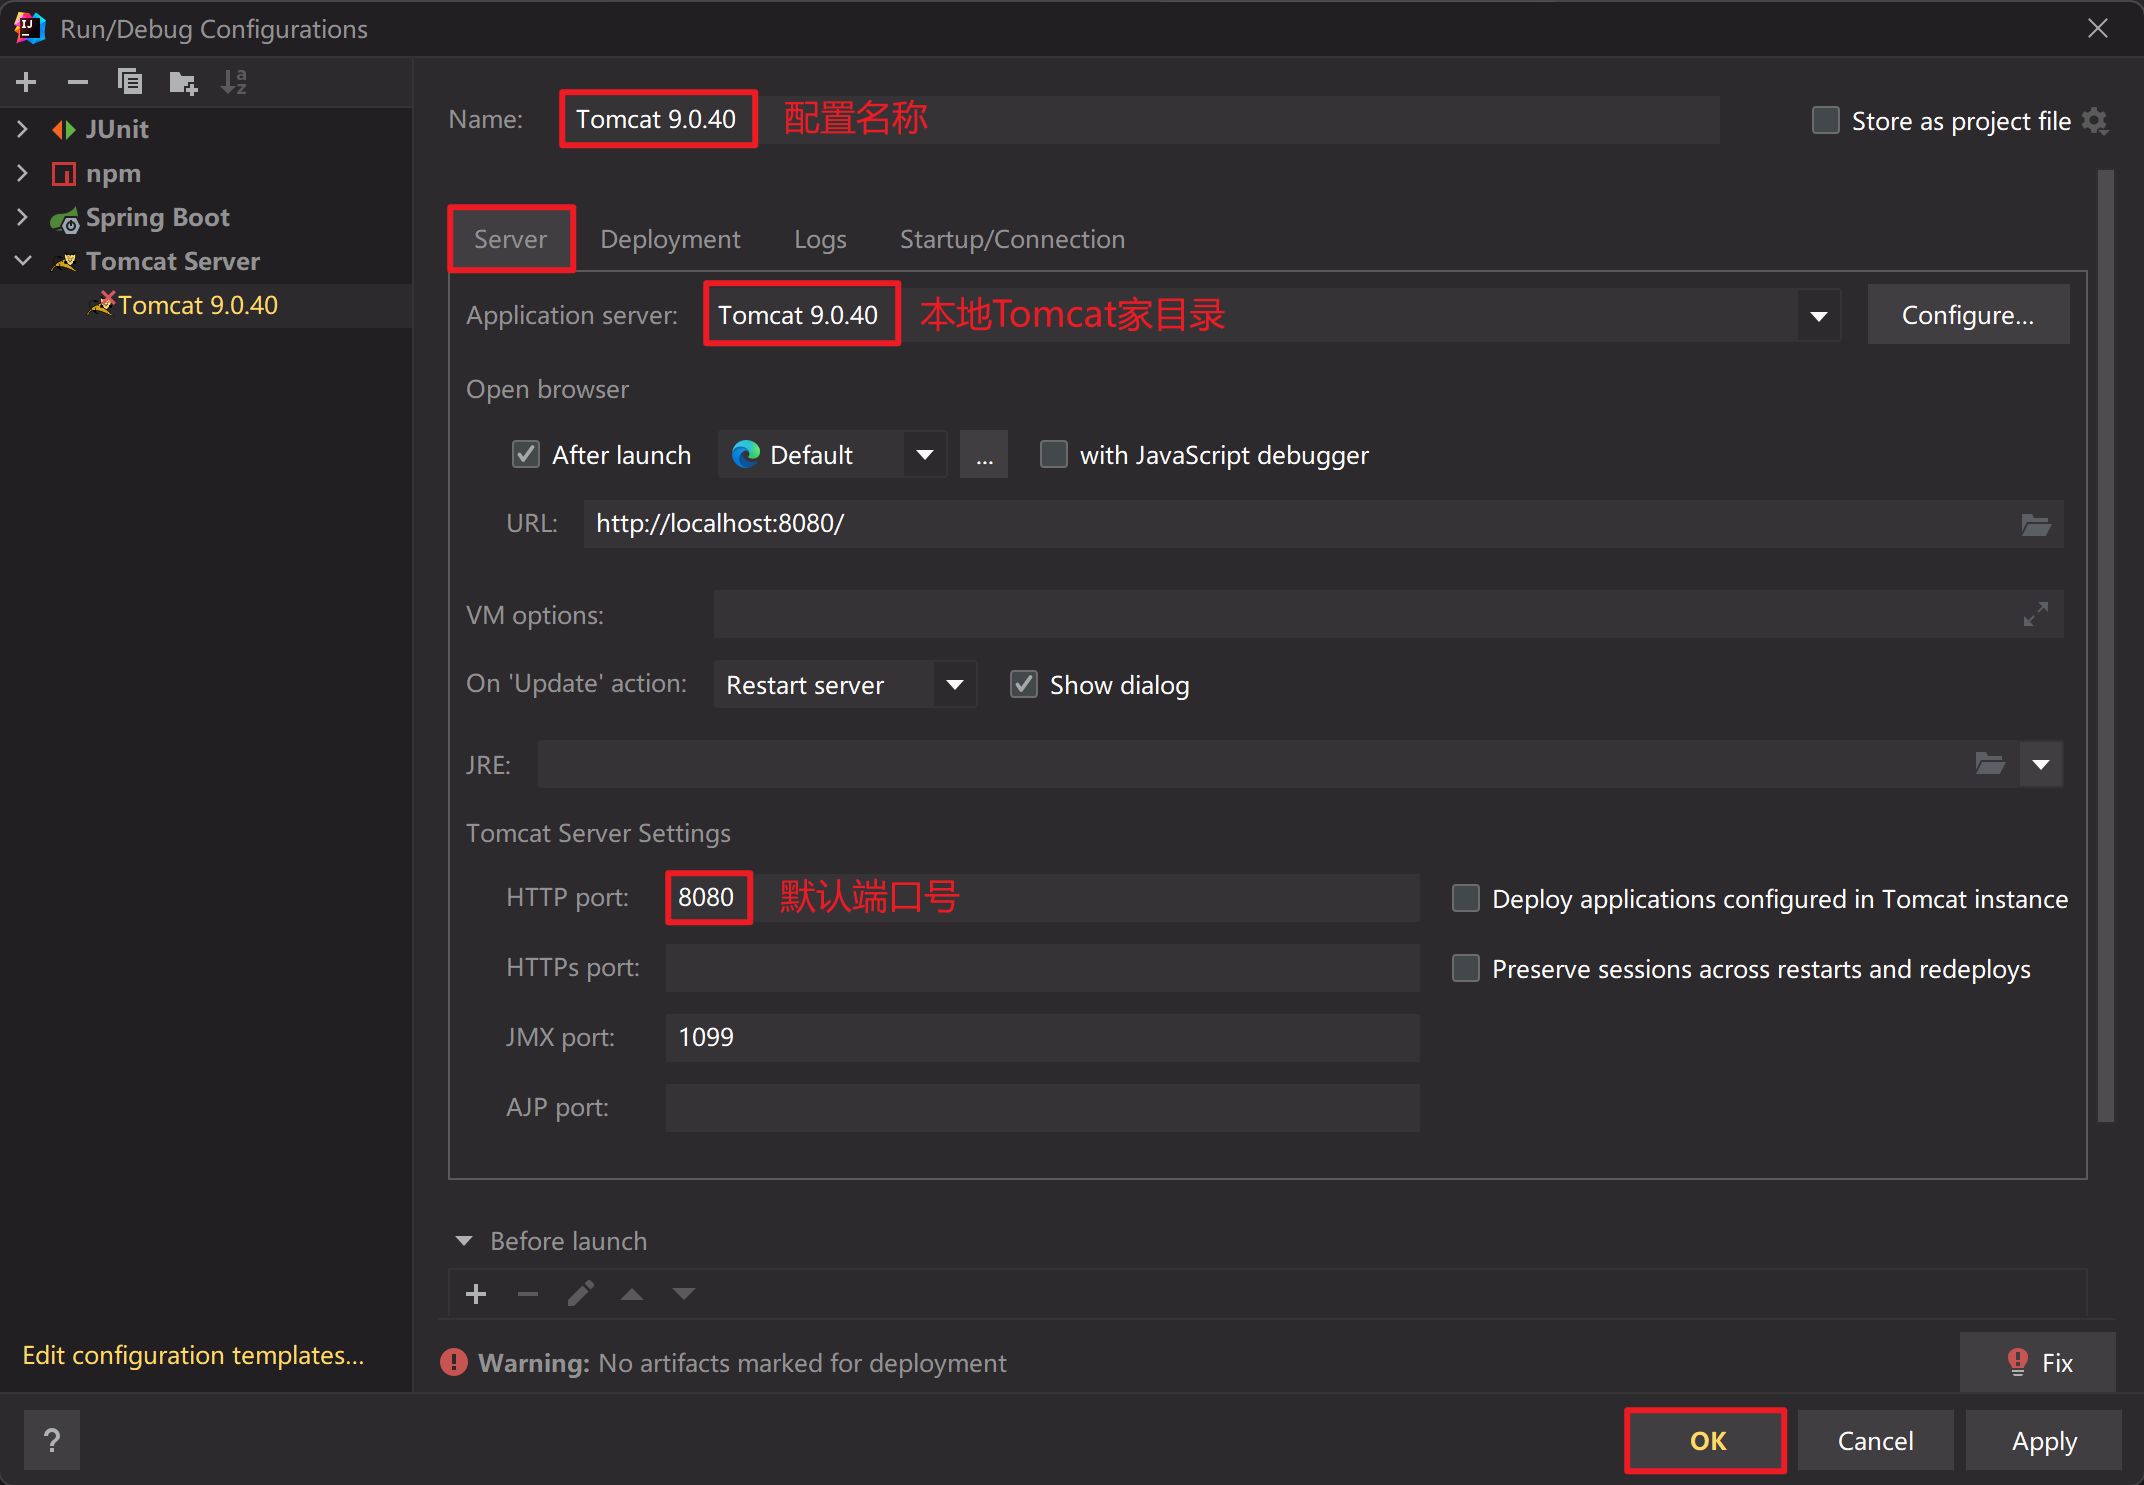 Run/Debug Configurations
JUnit
npm
Spring Boot
Tomcat Server
Tomcat 9.0.40
Edit configuration templates...
Name: Tomcat 9.0.40 配置名称
Store as project file
Server Deployment Logs Startup/Connection
Application server: Tomcat 9.0.40 本地Tomcat家目录 Configure...
Open browser
After launch Default ... with JavaScript debugger
URL: http://localhost:8080/
VM options:
On 'Update' action: Restart server Show dialog
JRE:
Tomcat Server Settings
HTTP port: 8080 默认端口号 Deploy applications configured in Tomcat instance
HTTPs port: Preserve sessions across restarts and redeploys
JMX port: 1099
AJP port:
Before launch
Warning: No artifacts marked for deployment Fix
? OK Cancel Apply